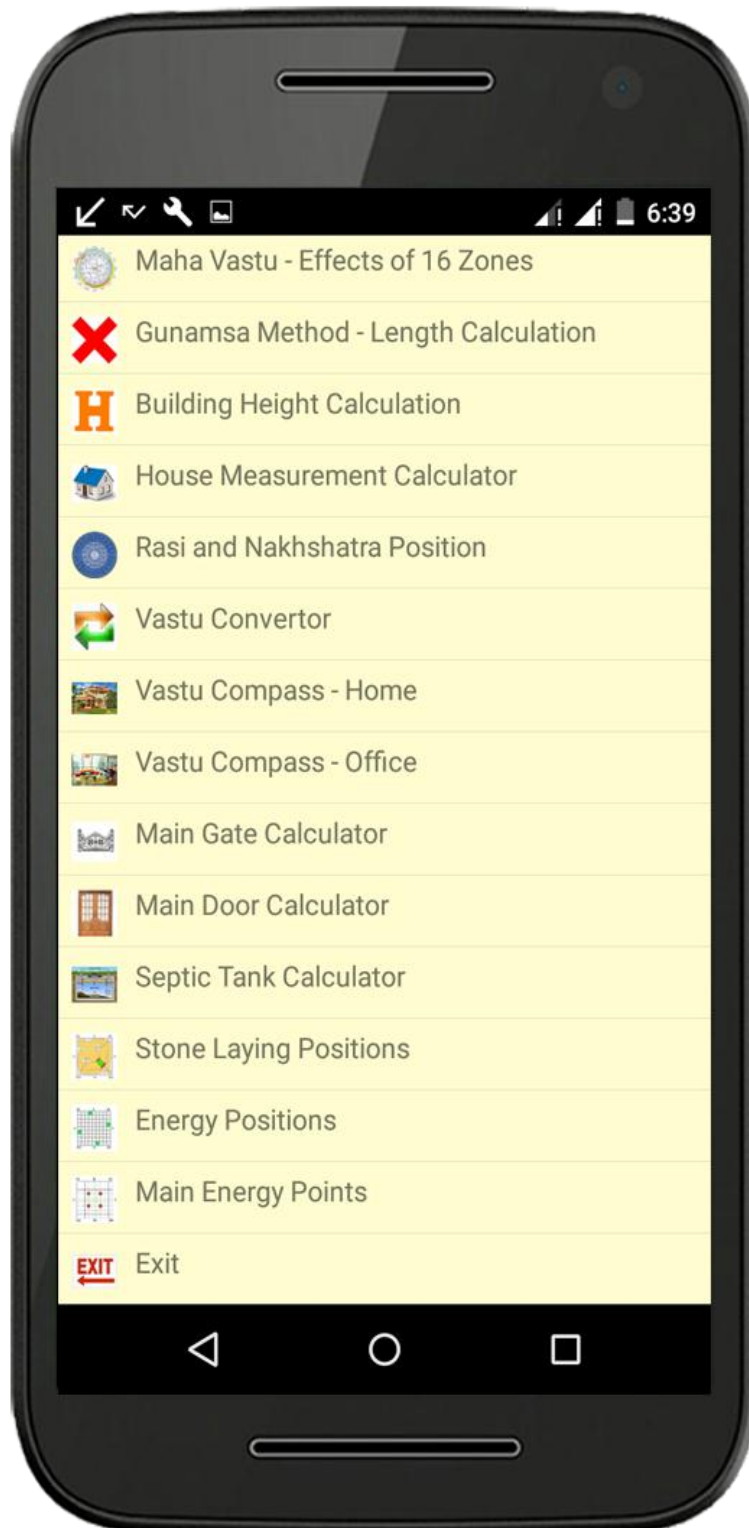 6:39
Maha Vastu - Effects of 16 Zones
Gunamsa Method - Length Calculation
H
Building Height Calculation
House Measurement Calculator
Rasi and Nakhshatra Position
Vastu Convertor
Vastu Compass - Home
Vastu Compass - Office
Main Gate Calculator
Main Door Calculator
Septic Tank Calculator
Stone Laying Positions
Energy Positions
Main Energy Points
EXIT
Exit